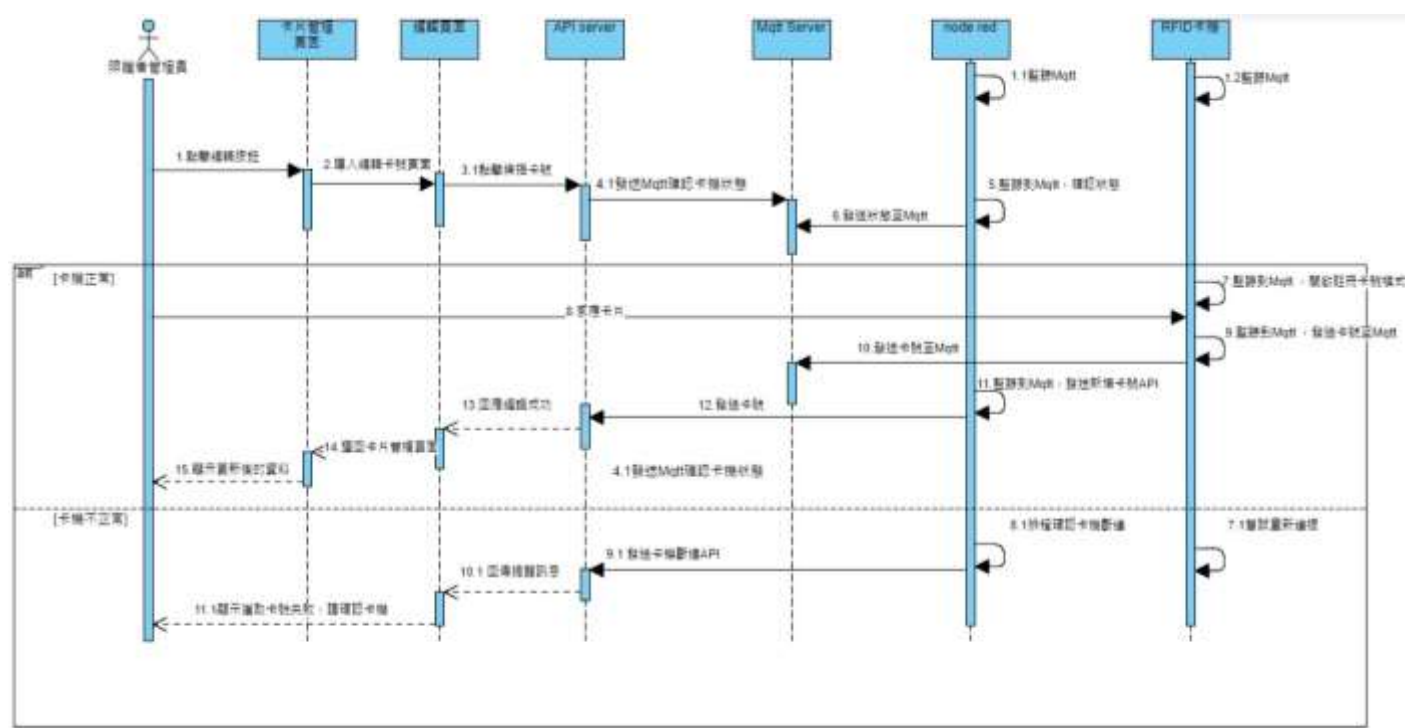 卡片管理
頁面
編輯頁面
API server
Mqtt Server
node red
RFID卡機
管理員
1.1監聽Mqtt
1.2監聽Mqtt
1.點擊編輯按鈕
2.匯入編輯卡號頁面
3.1點擊 卡號
4.1發送Mqtt確認卡機狀態
5.監聽到Mqtt，確認狀態
6.發送狀態至Mqtt
[卡機正常]
7.監聽到Mqtt，開啟註冊卡號模式
8.感應卡片
9.監聽到Mqtt，發送卡號至Mqtt
10.發送卡號至Mqtt
11.監聽到Mqtt，發送新增卡號API
12.發送卡號
13.回應編輯成功
14.返回卡片管理頁面
15.顯示更新後的資料
4.1發送Mqtt確認卡機狀態
[卡機不正常]
8.1排程確認卡機斷線
7.1嘗試重新連線
9.1 發送卡機斷線API
10.1 回傳提醒訊息
11.1顯示讀取卡號失敗，請確認卡機